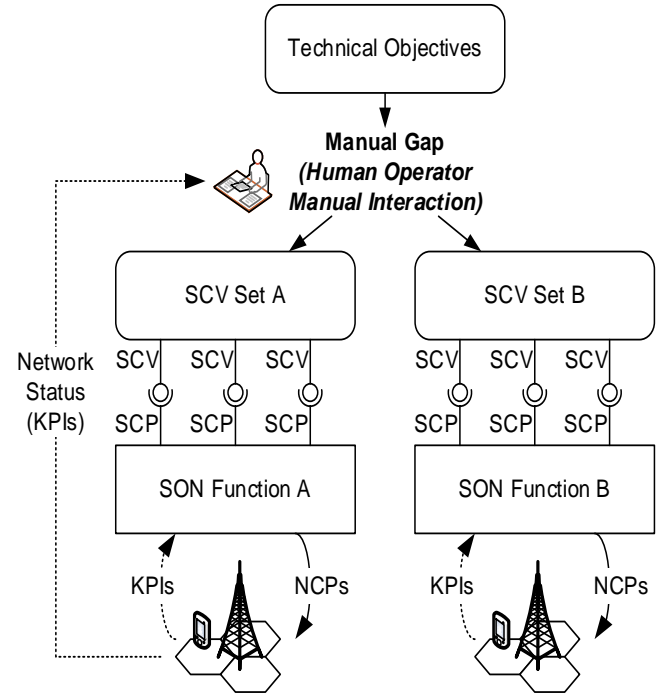 Technical Objectives
Manual Gap
(Human Operator
Manual Interaction)
SCV Set A
SCV Set B
SCV SCV SCV
SCV SCV SCV
Network
Status
(KPIs)
SCP SCP SCP
SCP SCP SCP
SON Function A
SON Function B
KPIs
NCPs
KPIs
NCPs